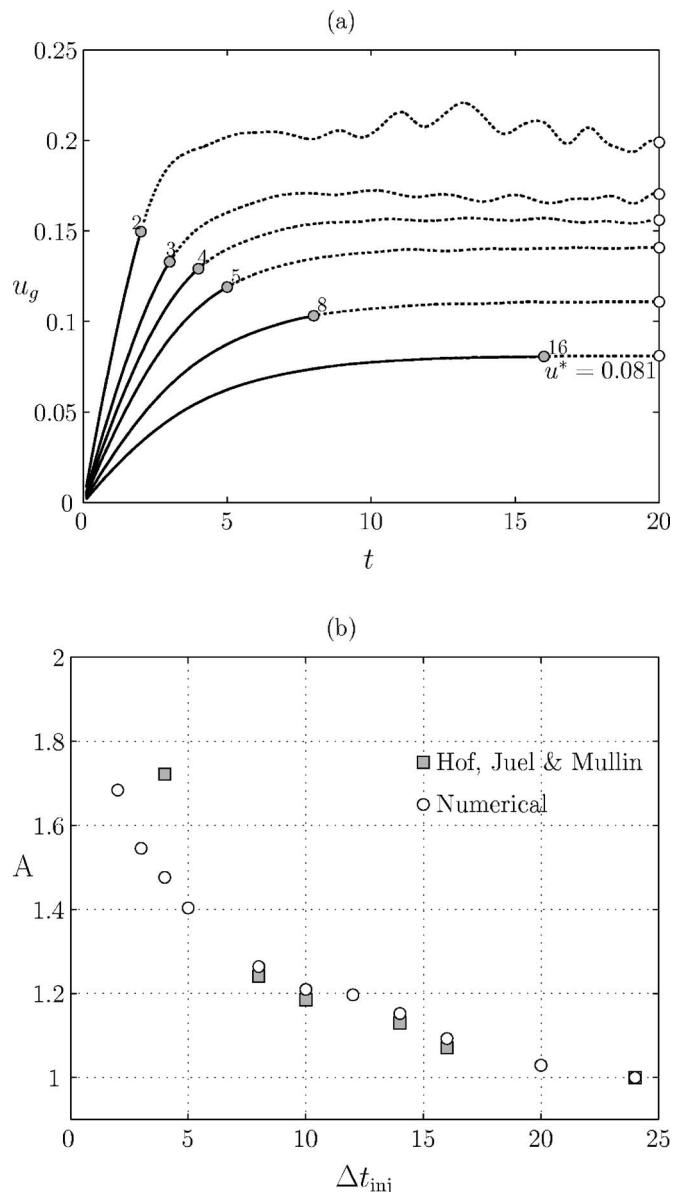 (a)
0.25
0.2
0.15
u_g
0.1
0.05
0
2
3
4
5
8
16
u* = 0.081
0 5 10 15 20
t
(b)
2
1.8
1.6
A
1.4
1.2
1
Hof, Juel & Mullin
Numerical
0 5 10 15 20 25
Δt_inj